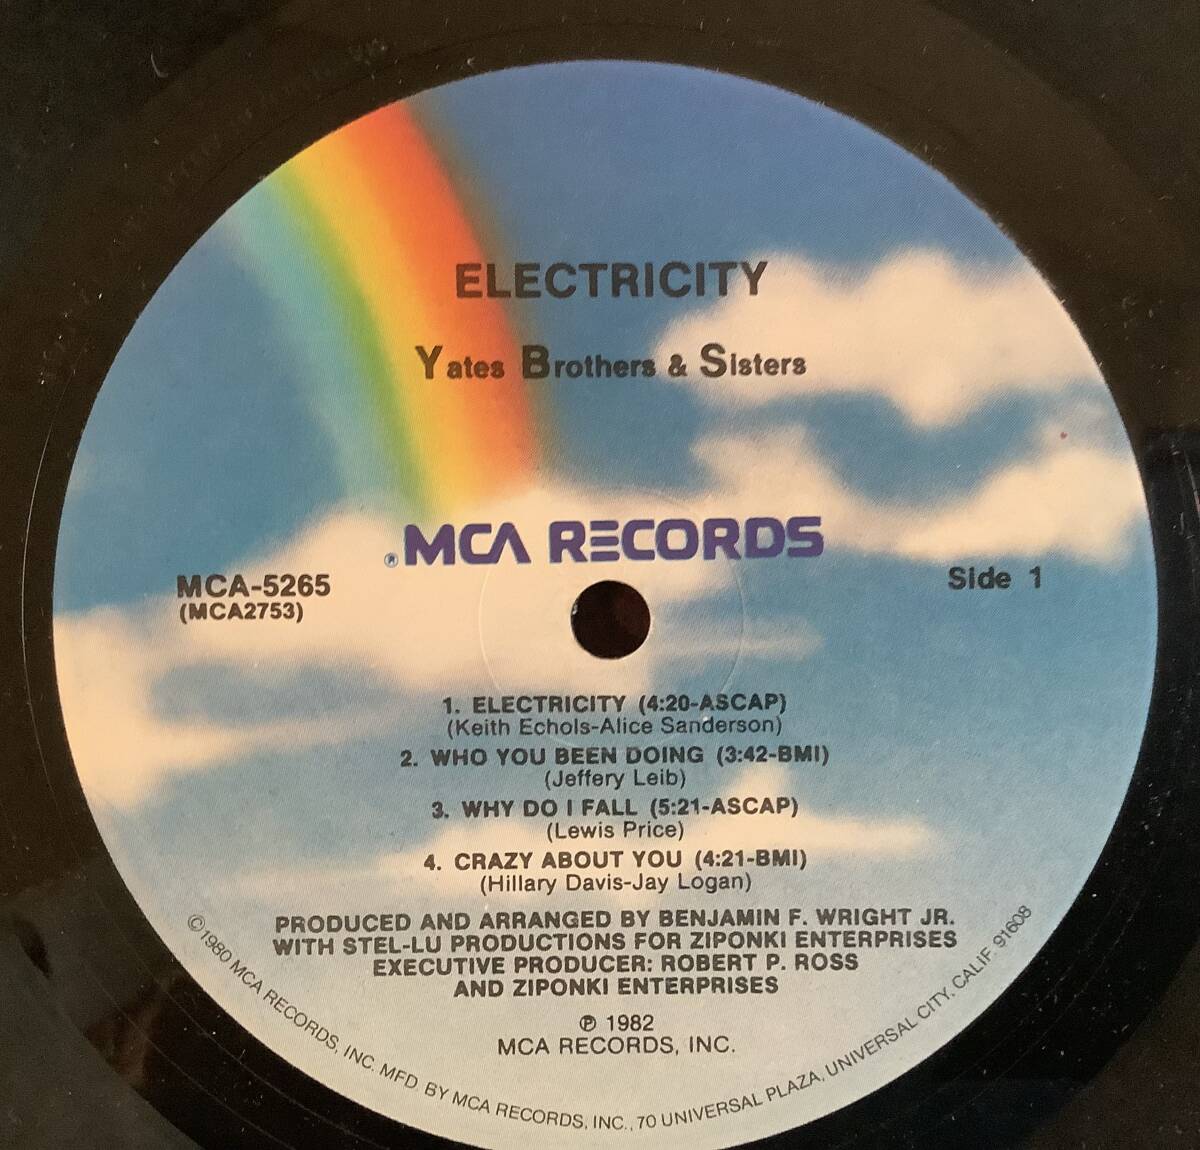 ELECTRICITY
Yates Brothers & Sisters
® MCA RECORDS
MCA-5265
(MCA2753)
Side 1
1. ELECTRICITY (4:20-ASCAP)
(Keith Echols-Alice Sanderson)
2. WHO YOU BEEN DOING (3:42-BMI)
(Jeffery Leib)
3. WHY DO I FALL (5:21-ASCAP)
(Lewis Price)
4. CRAZY ABOUT YOU (4:21-BMI)
(Hillary Davis-Jay Logan)
PRODUCED AND ARRANGED BY BENJAMIN F. WRIGHT JR.
WITH STEL-LU PRODUCTIONS FOR ZIPONKI ENTERPRISES
EXECUTIVE PRODUCER: ROBERT P. ROSS
AND ZIPONKI ENTERPRISES
℗ 1982
MCA RECORDS, INC.
©1980 MCA RECORDS, INC. MFD. BY MCA RECORDS, INC., 70 UNIVERSAL PLAZA, UNIVERSAL CITY, CALIF. 91608